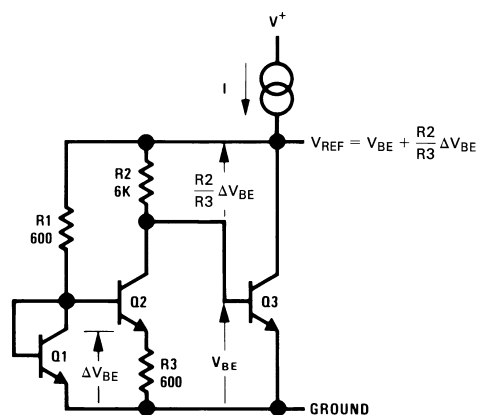 V+
I
VREF = VBE + R2/R3 ΔVBE
R2
6K
R2/R3 ΔVBE
R1
600
Q2
Q3
Q1
ΔVBE
R3
600
VBE
GROUND